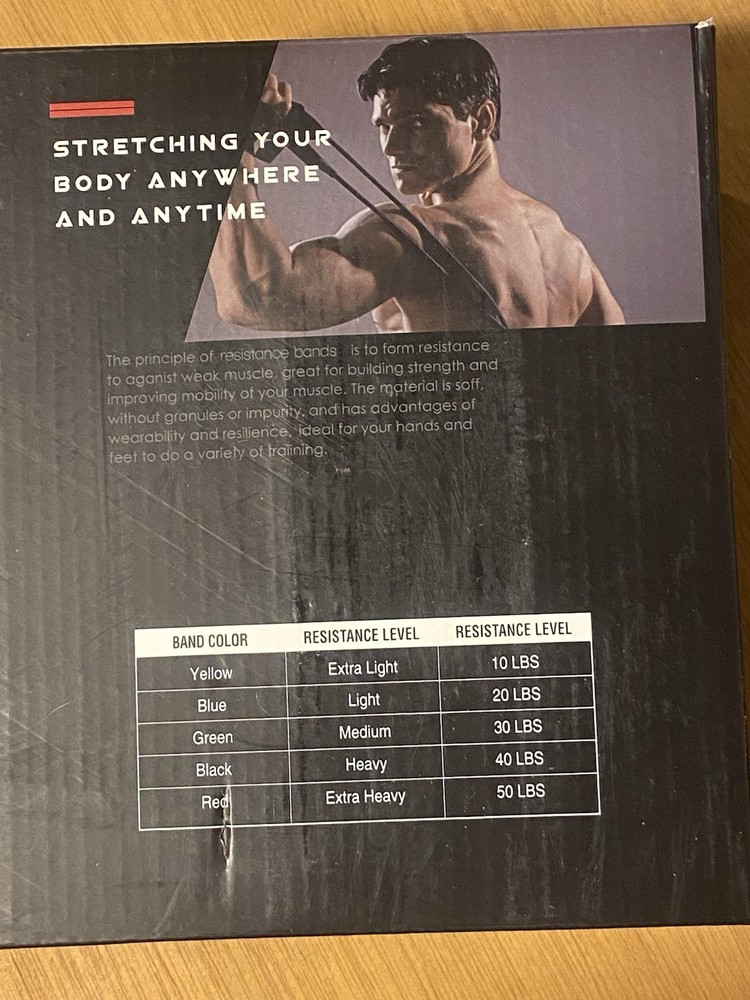 STRETCHING YOUR
BODY ANYWHERE
AND ANYTIME
The principle of resistance bands is to form resistance
to aganist weak muscle, great for building strength and
improving mobility of your muscle. The material is soff,
without granules or impurity, and has advantages of
wearability and resilience, ideal for your hands and
feet to do a variety of traiining.
BAND COLOR RESISTANCE LEVEL RESISTANCE LEVEL
Yellow Extra Light 10 LBS
Blue Light 20 LBS
Green Medium 30 LBS
Black Heavy 40 LBS
Red Extra Heavy 50 LBS